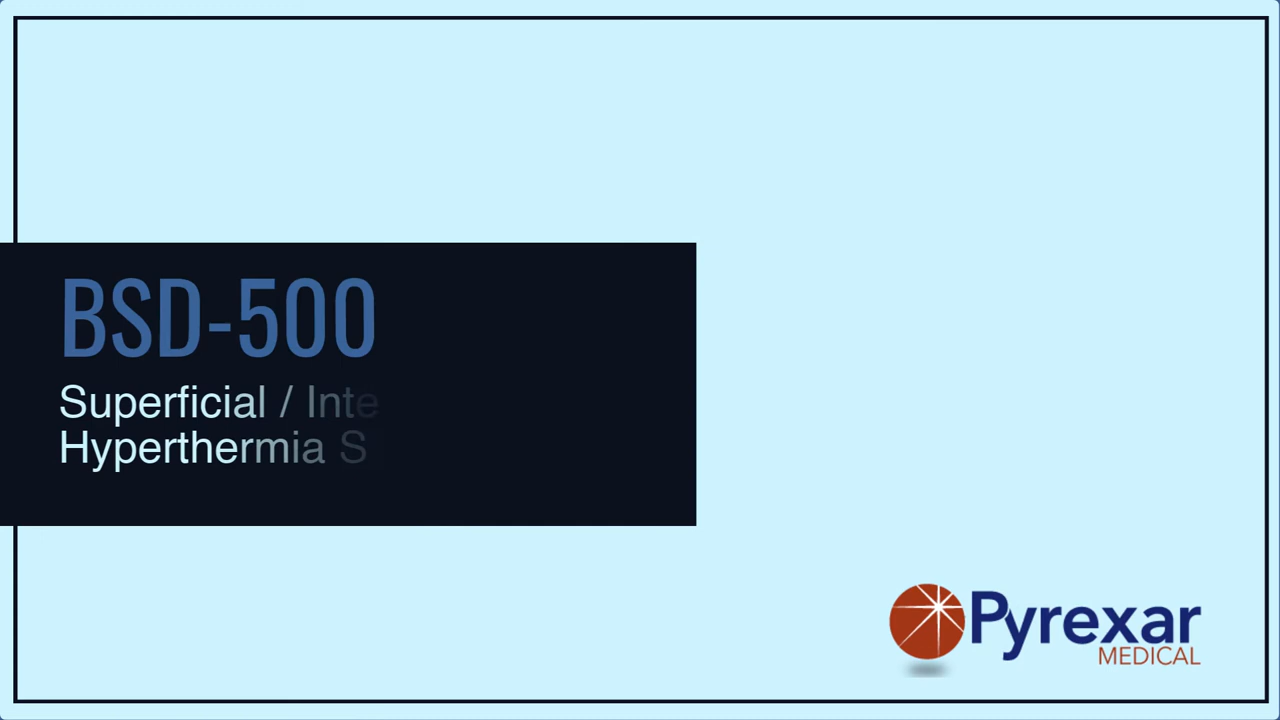 BSD-500
Superficial / Inte
Hyperthermia S
Pyrexar
MEDICAL